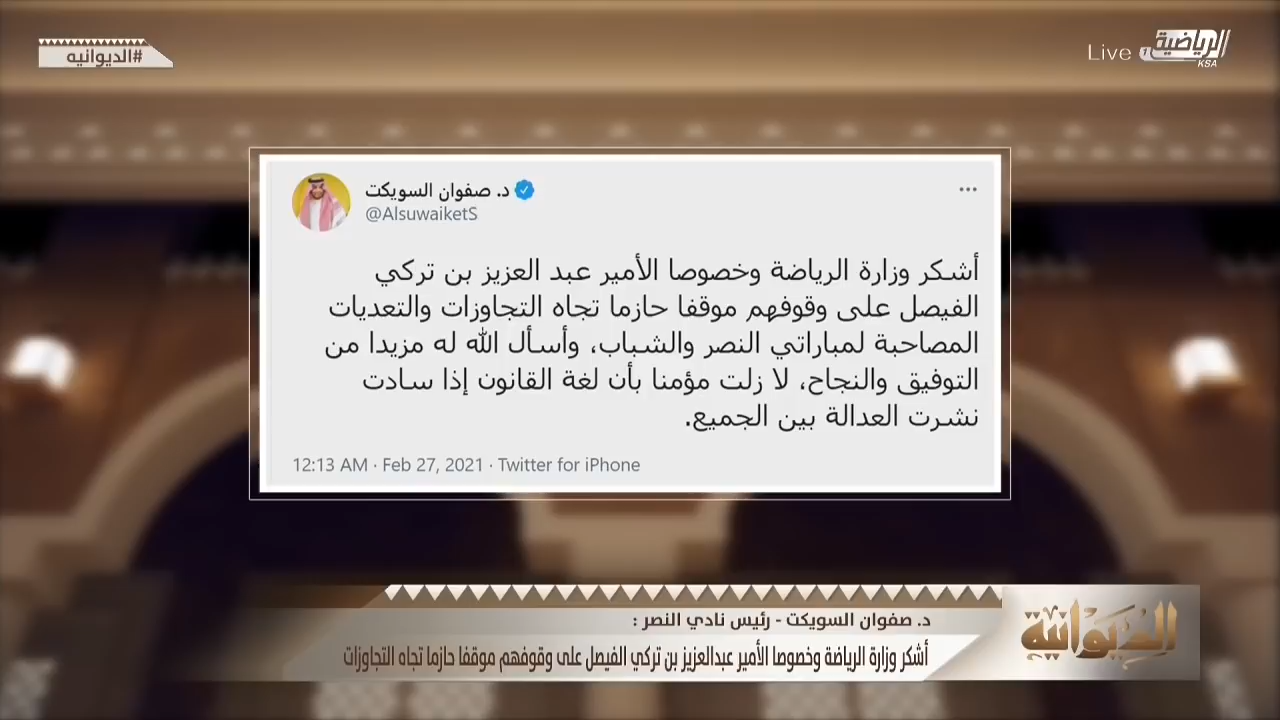 #الديوانيه
Live
الرياضية
1
KSA
د. صفوان السويكت
@AlsuwaiketS
أشكر وزارة الرياضة وخصوصا الأمير عبد العزيز بن تركي
الفيصل على وقوفهم موقفا حازما تجاه التجاوزات والتعديات
المصاحبة لمباراتي النصر والشباب، وأسأل الله له مزيدا من
التوفيق والنجاح، لا زلت مؤمنا بأن لغة القانون إذا سادت
نشرت العدالة بين الجميع.
12:13 AM · Feb 27, 2021 · Twitter for iPhone
د. صفوان السويكت - رئيس نادي النصر :
أشكر وزارة الرياضة وخصوصا الأمير عبدالعزيز بن تركي الفيصل على وقوفهم موقفا حازما تجاه التجاوزات
الديوانية